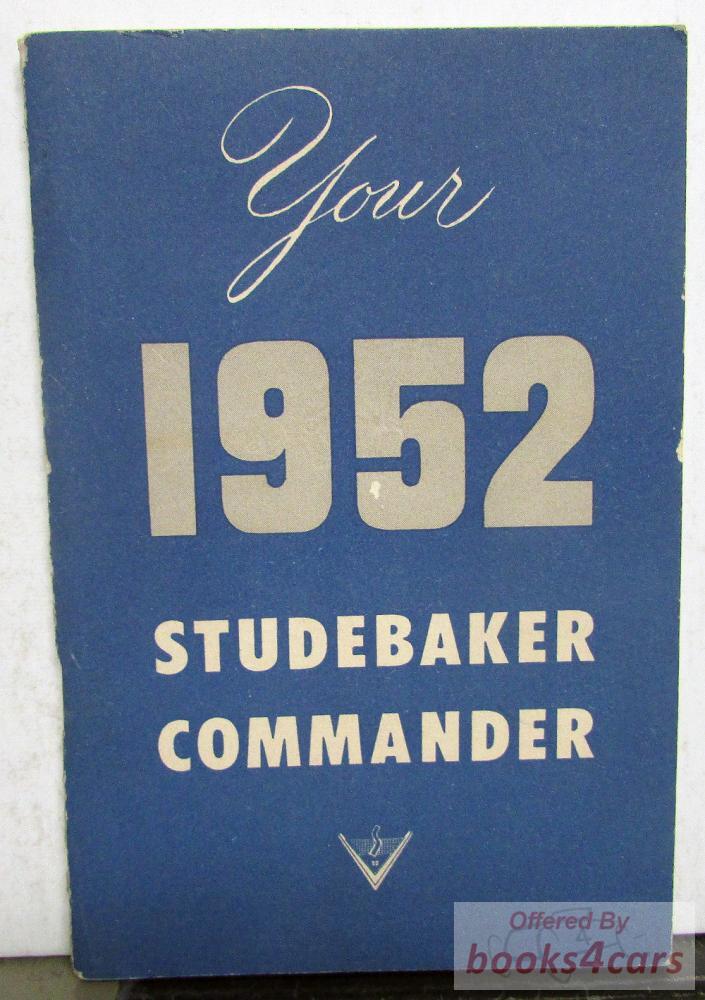 Your
1952
STUDEBAKER
COMMANDER
Offered By
books4cars